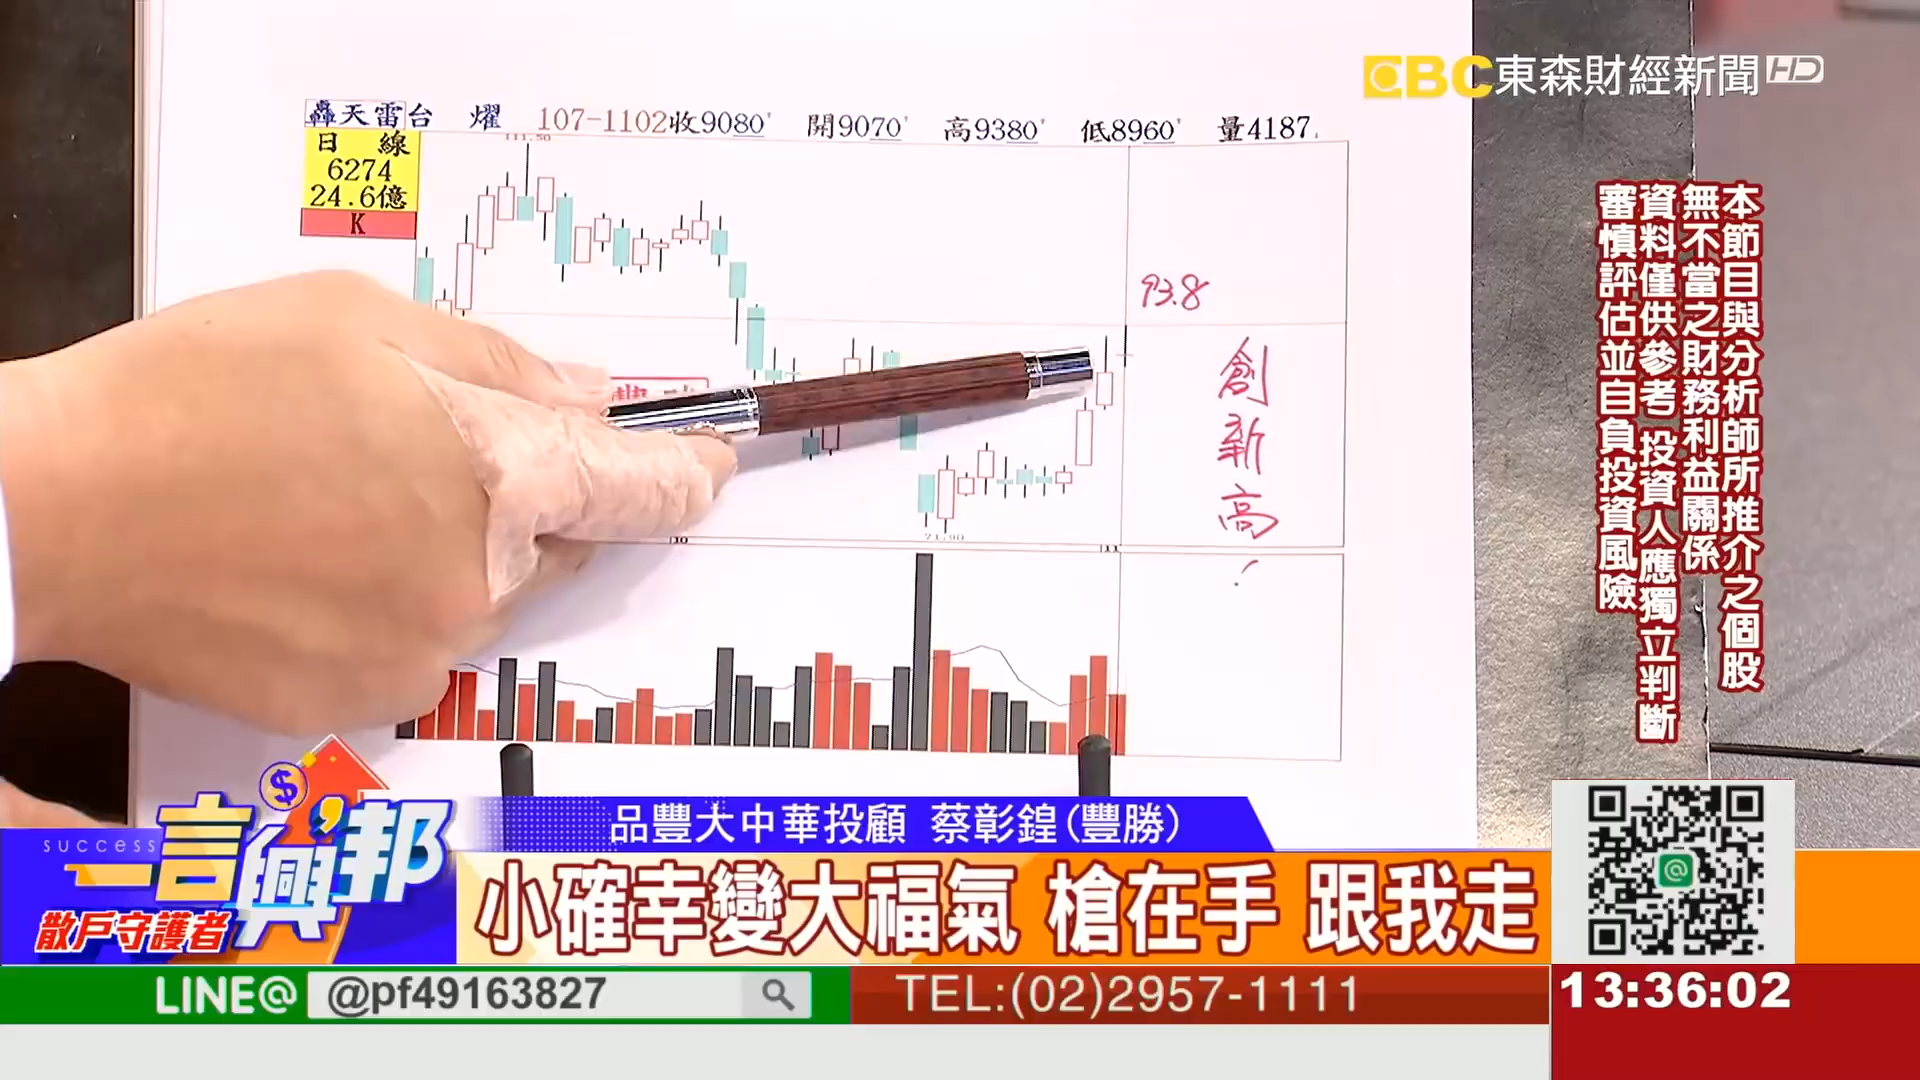 EBC東森財經新聞HD
轟天雷台 燿 107-1102收9080' 開9070' 高9380' 低8960' 量4187
日 線
6274
24.6億
K
111.50
93.8
創新高!
71.90
10
11
本節目與分析師所推介之個股
無不當之財務利益關係
資料僅供參考 投資人應獨立判斷
審慎評估並自負投資風險
$
success
一言興邦
散戶守護者
品豐大中華投顧 蔡彰鍠(豐勝)
小確幸變大福氣 槍在手 跟我走
LINE@ @pf49163827
TEL:(02)2957-1111
13:36:02